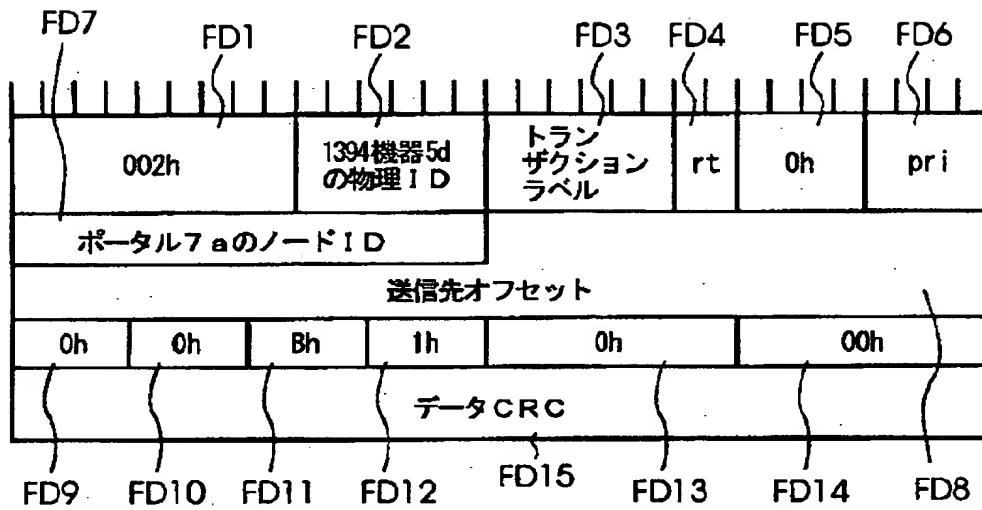 FD7 FD1 FD2 FD3 FD4 FD5 FD6
002h
1394機器5d
の物理ID
トラン
ザクション
ラベル
rt
0h
pri
ポータル7aのノードID
送信先オフセット
0h 0h Bh 1h 0h 00h
データCRC
FD9 FD10 FD11 FD12 FD15 FD13 FD14 FD8